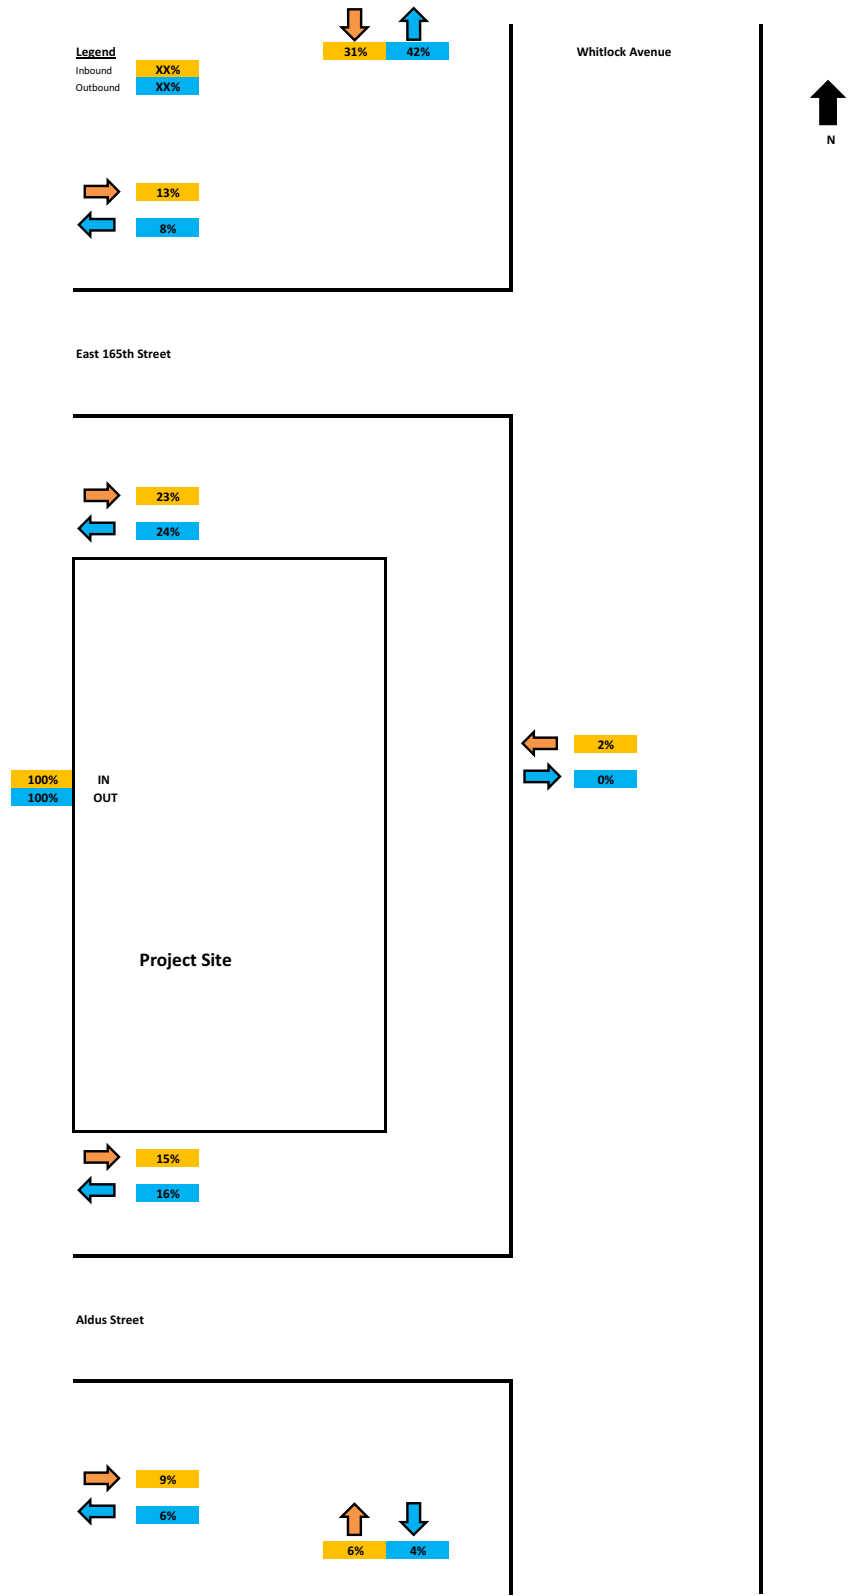 31% 42%
Legend
Whitlock Avenue
Inbound XX%
Outbound XX%
N
13%
8%
East 165th Street
23%
24%
2%
100% IN
0%
100% OUT
Project Site
15%
16%
Aldus Street
9%
6%
6% 4%